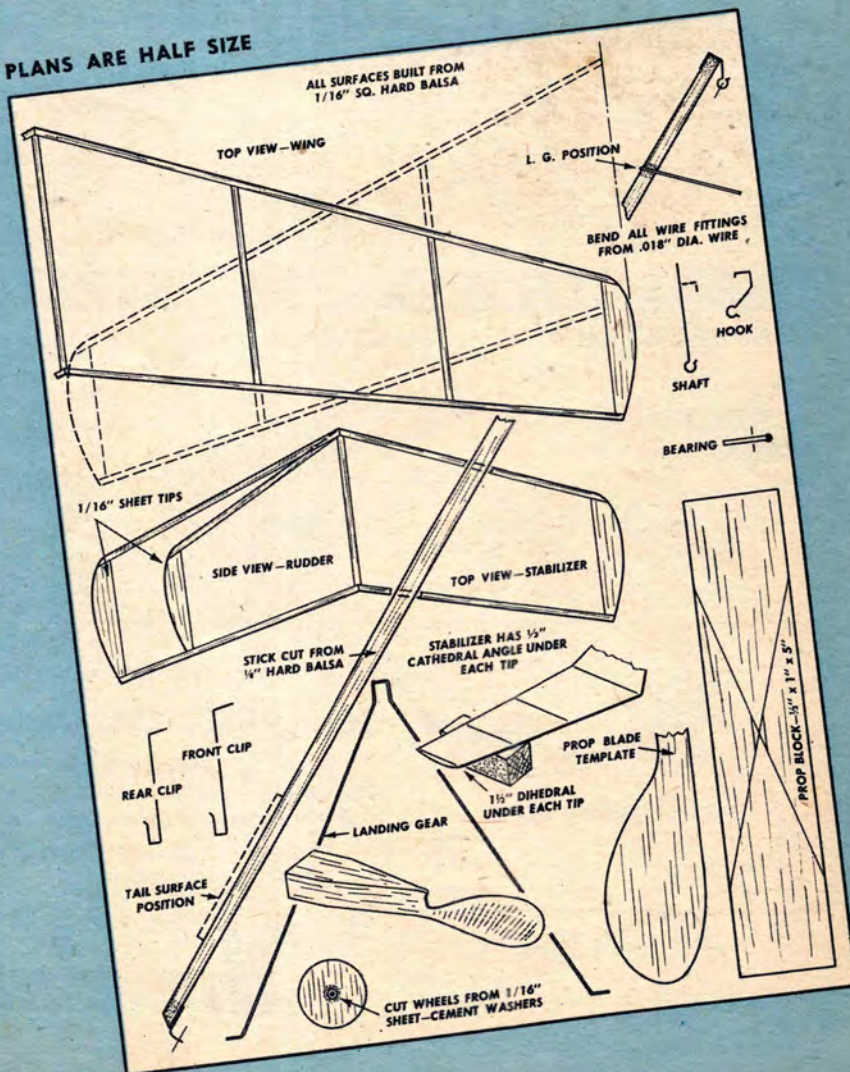 PLANS ARE HALF SIZE
ALL SURFACES BUILT FROM
1/16" SQ. HARD BALSA
TOP VIEW—WING
L. G. POSITION
BEND ALL WIRE FITTINGS
FROM .018" DIA. WIRE
HOOK
SHAFT
BEARING
1/16" SHEET TIPS
SIDE VIEW—RUDDER
TOP VIEW—STABILIZER
STICK CUT FROM
⅛" HARD BALSA
STABILIZER HAS ½"
CATHEDRAL ANGLE UNDER
EACH TIP
PROP BLOCK—½" x 1" x 5"
FRONT CLIP
REAR CLIP
PROP BLADE
TEMPLATE
1½" DIHEDRAL
UNDER EACH TIP
LANDING GEAR
TAIL SURFACE
POSITION
CUT WHEELS FROM 1/16"
SHEET—CEMENT WASHERS